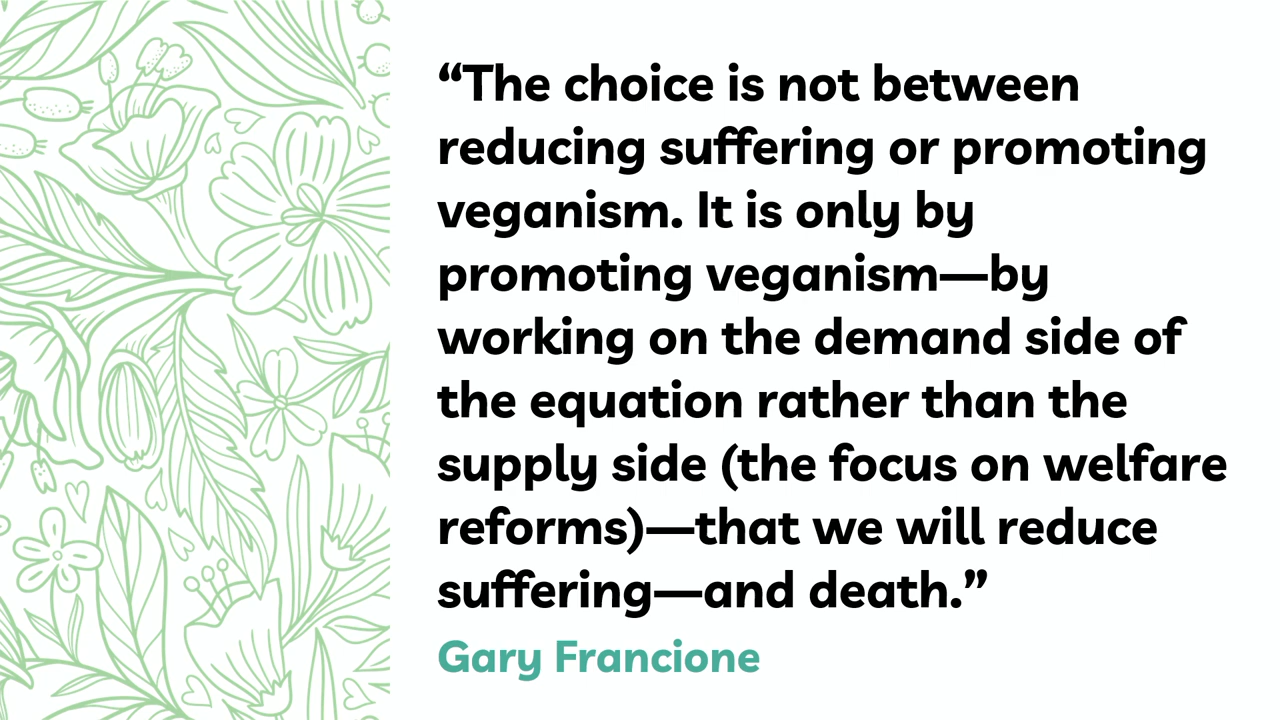 “The choice is not between
reducing suffering or promoting
veganism. It is only by
promoting veganism—by
working on the demand side of
the equation rather than the
supply side (the focus on welfare
reforms)—that we will reduce
suffering—and death.”
Gary Francione